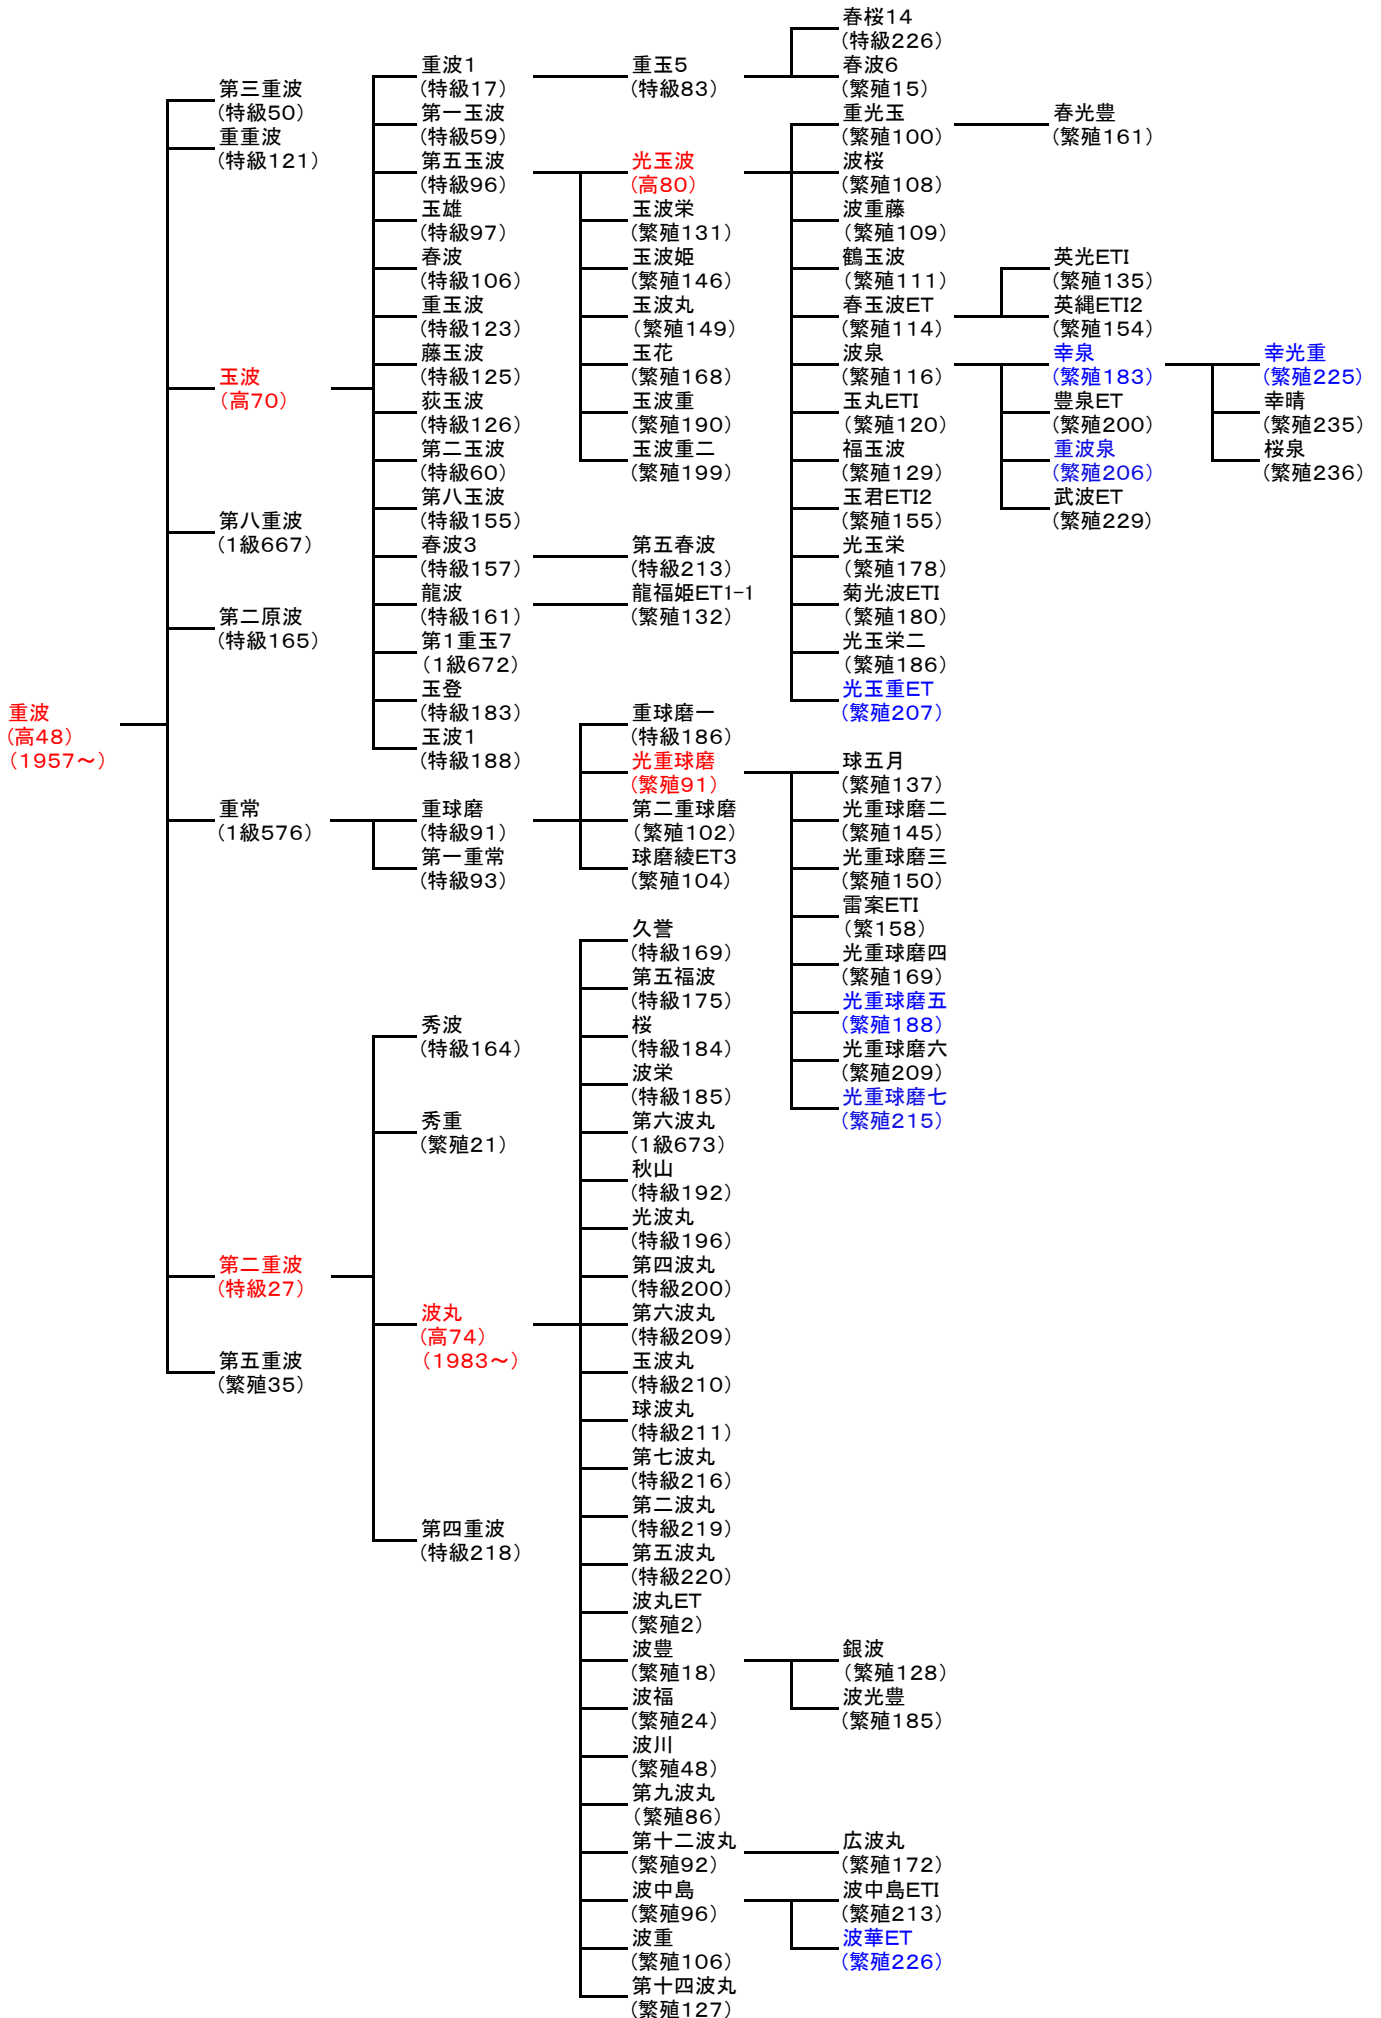 重波
(高48)
(1957～)
第三重波
(特級50)
重重波
(特級121)
玉波
(高70)
第八重波
(1級667)
第二原波
(特級165)
重常
(1級576)
第二重波
(特級27)
第五重波
(繁殖35)
重波1
(特級17)
第一玉波
(特級59)
第五玉波
(特級96)
玉雄
(特級97)
春波
(特級106)
重玉波
(特級123)
藤玉波
(特級125)
荻玉波
(特級126)
第二玉波
(特級60)
第八玉波
(特級155)
春波3
(特級157)
龍波
(特級161)
第1重玉7
(1級672)
玉登
(特級183)
玉波1
(特級188)
重球磨
(特級91)
第一重常
(特級93)
秀波
(特級164)
秀重
(繁殖21)
波丸
(高74)
(1983～)
第四重波
(特級218)
重玉5
(特級83)
光玉波
(高80)
玉波栄
(繁殖131)
玉波姫
(繁殖146)
玉波丸
(繁殖149)
玉花
(繁殖168)
玉波重
(繁殖190)
玉波重二
(繁殖199)
第五春波
(特級213)
龍福姫ET1-1
(繁殖132)
重球磨一
(特級186)
光重球磨
(繁殖91)
第二重球磨
(繁殖102)
球磨綾ET3
(繁殖104)
久誉
(特級169)
第五福波
(特級175)
桜
(特級184)
波栄
(特級185)
第六波丸
(1級673)
秋山
(特級192)
光波丸
(特級196)
第四波丸
(特級200)
第六波丸
(特級209)
玉波丸
(特級210)
球波丸
(特級211)
第七波丸
(特級216)
第二波丸
(特級219)
第五波丸
(特級220)
波丸ET
(繁殖2)
波豊
(繁殖18)
波福
(繁殖24)
波川
(繁殖48)
第九波丸
(繁殖86)
第十二波丸
(繁殖92)
波中島
(繁殖96)
波重
(繁殖106)
第十四波丸
(繁殖127)
春桜14
(特級226)
春波6
(繁殖15)
重光玉
(繁殖100)
波桜
(繁殖108)
波重藤
(繁殖109)
鶴玉波
(繁殖111)
春玉波ET
(繁殖114)
波泉
(繁殖116)
玉丸ETI
(繁殖120)
福玉波
(繁殖129)
玉君ETI2
(繁殖155)
光玉栄
(繁殖178)
菊光波ETI
(繁殖180)
光玉栄二
(繁殖186)
光玉重ET
(繁殖207)
球五月
(繁殖137)
光重球磨二
(繁殖145)
光重球磨三
(繁殖150)
雷案ETI
(繁158)
光重球磨四
(繁殖169)
光重球磨五
(繁殖188)
光重球磨六
(繁殖209)
光重球磨七
(繁殖215)
銀波
(繁殖128)
波光豊
(繁殖185)
広波丸
(繁殖172)
波中島ETI
(繁殖213)
波華ET
(繁殖226)
春光豊
(繁殖161)
英光ETI
(繁殖135)
英縄ETI2
(繁殖154)
幸泉
(繁殖183)
豊泉ET
(繁殖200)
重波泉
(繁殖206)
武波ET
(繁殖229)
幸光重
(繁殖225)
幸晴
(繁殖235)
桜泉
(繁殖236)